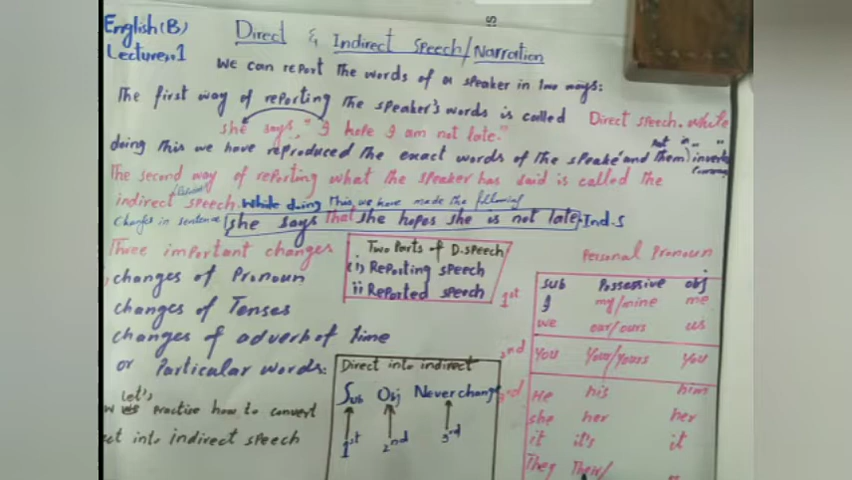 English(B)
Lecture.1
Direct & Indirect Speech/Narration
We can report The words of a speaker in Two ways:
The first way of reporting The speaker's words is called Direct speech. while
she says, "I hope I am not late."
doing This we have reproduced The exact words of The speaker and put them in inverted commas
The second way of reporting what The speaker has said is called The
indirect speech. While doing This we have made The following
Changes in sentence she says That she hopes she is not late. Ind.S
Three important changes
changes of Pronoun
changes of Tenses
changes of adverb of Time
or Particular words:
let's
practise how to convert
into indirect speech
Two Parts of D.speech
(i) Reporting speech
ii Reported speech
Direct into indirect
Sub Obj Never change
1st 2nd 3rd
Personal Pronoun
Sub Possessive obj
1st I my/mine me
we our/ours us
2nd You Your/Yours You
3rd He his him
she her her
it it's it
They Their/